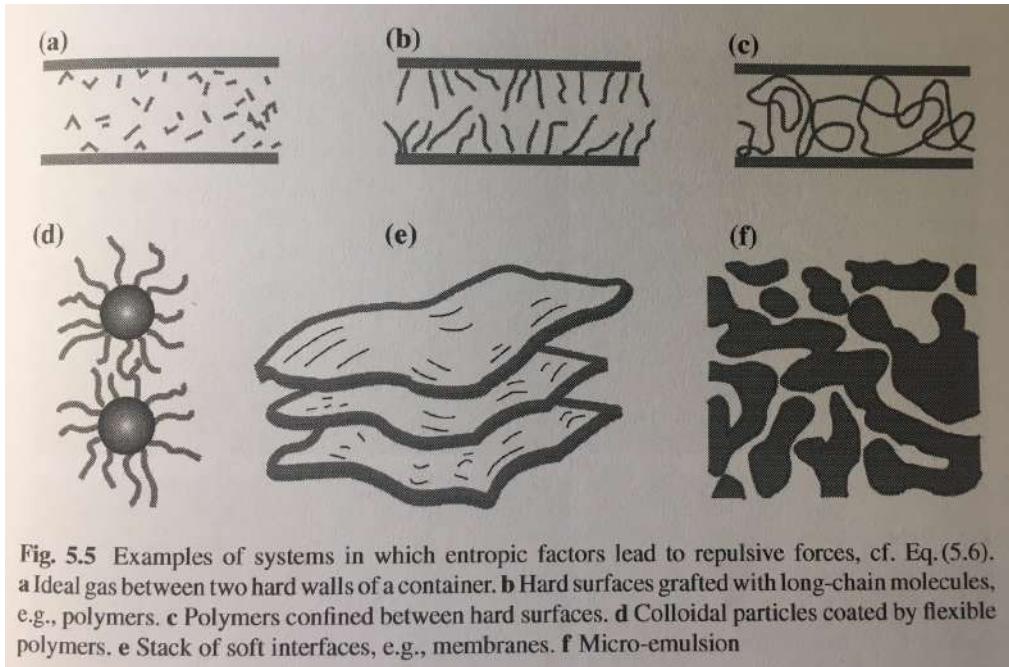 (a)
(b)
(c)
(d)
(e)
(f)
Fig. 5.5 Examples of systems in which entropic factors lead to repulsive forces, cf. Eq. (5.6).
a Ideal gas between two hard walls of a container. b Hard surfaces grafted with long-chain molecules,
e.g., polymers. c Polymers confined between hard surfaces. d Colloidal particles coated by flexible
polymers. e Stack of soft interfaces, e.g., membranes. f Micro-emulsion